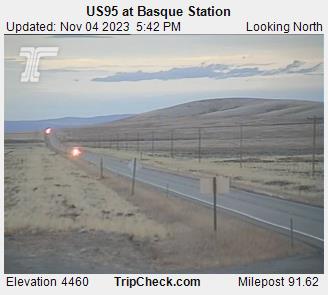 US95 at Basque Station
Updated: Nov 04 2023 5:42 PM Looking North
Elevation 4460 TripCheck.com Milepost 91.62